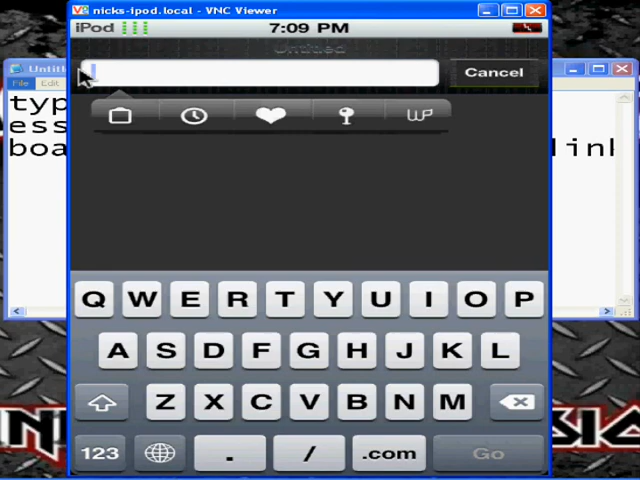 nicks-ipod.local - VNC Viewer
iPod 7:09 PM
Untitled
Cancel
File Edit
typ
ess
boa link
Q W E R T Y U I O P
A S D F G H J K L
Z X C V B N M
123 . / .com Go